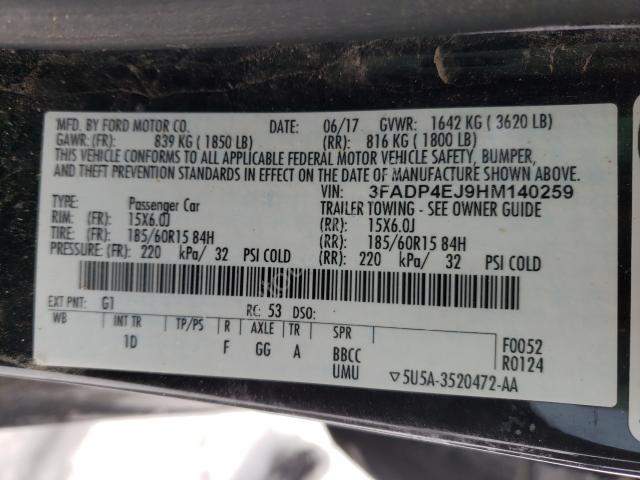 MFD. BY FORD MOTOR CO. DATE: 06/17 GVWR: 1642 KG ( 3620 LB)
GAWR: (FR): 839 KG ( 1850 LB) (RR): 816 KG ( 1800 LB)
THIS VEHICLE CONFORMS TO ALL APPLICABLE FEDERAL MOTOR VEHICLE SAFETY, BUMPER,
AND THEFT PREVENTION STANDARDS IN EFFECT ON THE DATE OF MANUFACTURE SHOWN ABOVE.
VIN: 3FADP4EJ9HM140259
TYPE: Passenger Car TRAILER TOWING - SEE OWNER GUIDE
RIM: (FR): 15X6.0J (RR): 15X6.0J
TIRE: (FR): 185/60R15 84H (RR): 185/60R15 84H
PRESSURE: (FR): 220 kPa/ 32 PSI COLD (RR): 220 kPa/ 32 PSI COLD
EXT PNT: G1 RC: 53 DSO:
WB INT TR TP/PS R AXLE TR SPR F0052
1D F GG A BBCC R0124
UMU ▽5U5A-3520472-AA